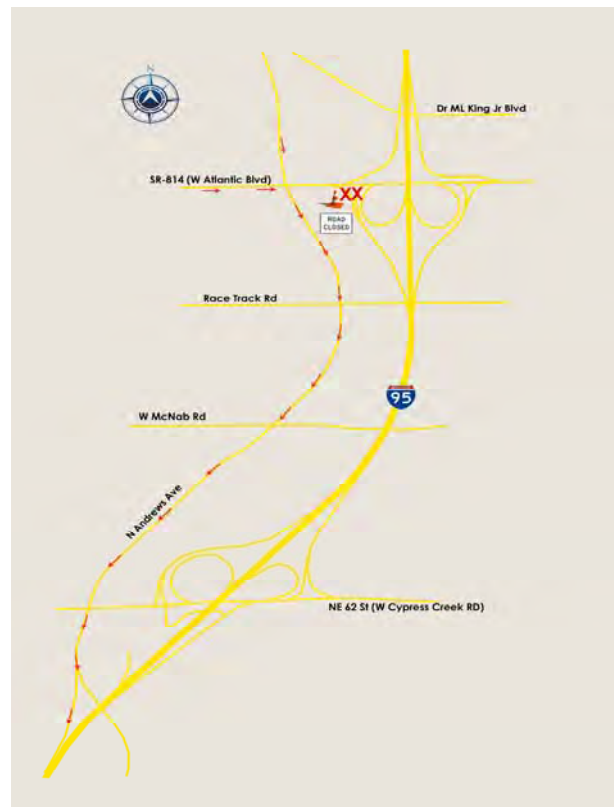 N
Dr ML King Jr Blvd
SR-814 (W Atlantic Blvd)
XX
ROAD
CLOSED
Race Track Rd
95
W McNab Rd
N Andrews Ave
NE 62 St (W Cypress Creek RD)